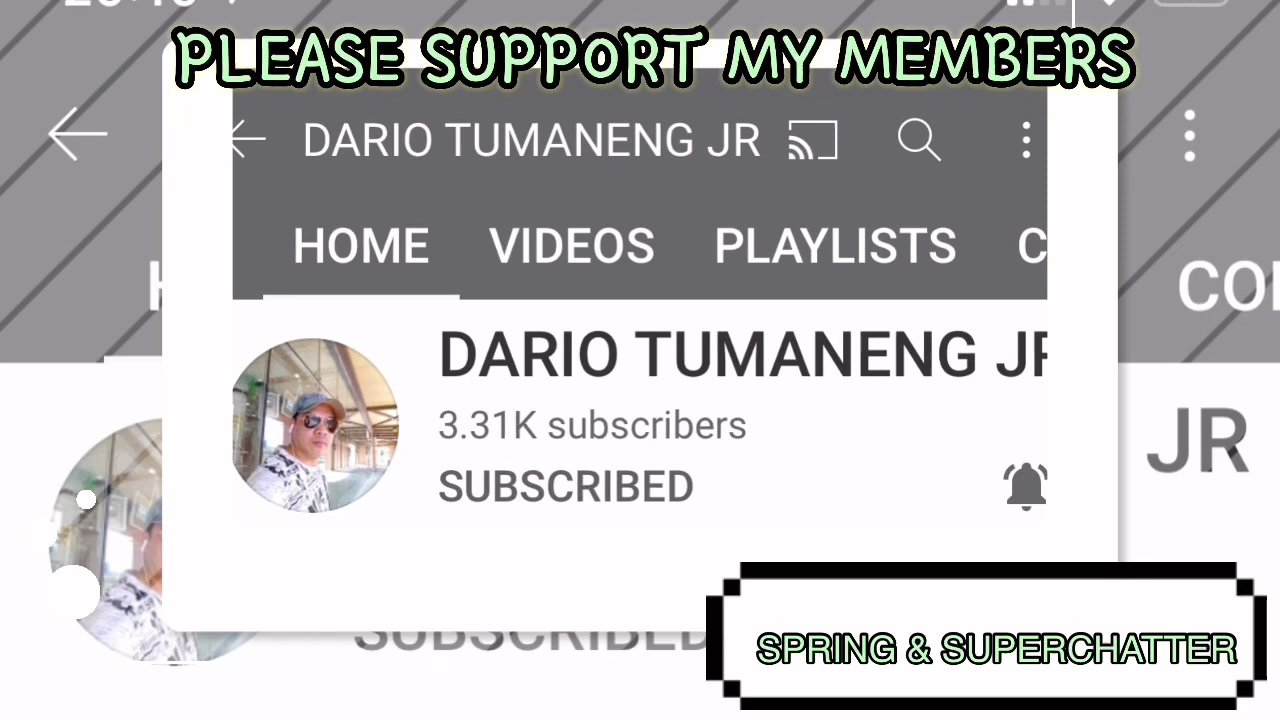 PLEASE SUPPORT MY MEMBERS
DARIO TUMANENG JR
HOME VIDEOS PLAYLISTS C
DARIO TUMANENG JR
3.31K subscribers
SUBSCRIBED
JR
SUBSCRIBED
SPRING & SUPERCHATTER